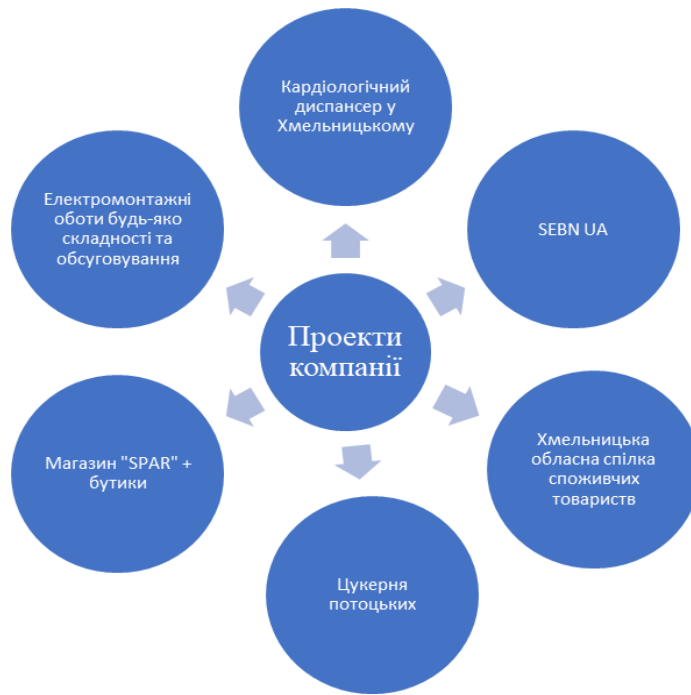 Кардіологічний
диспансер у
Хмельницькому
Електромонтажні
оботи будь-яко
складності та
обсуговування
SEBN UA
Проекти
компанії
Магазин "SPAR" +
бутики
Хмельницька
обласна спілка
споживчих
товариств
Цукерня
потоцьких